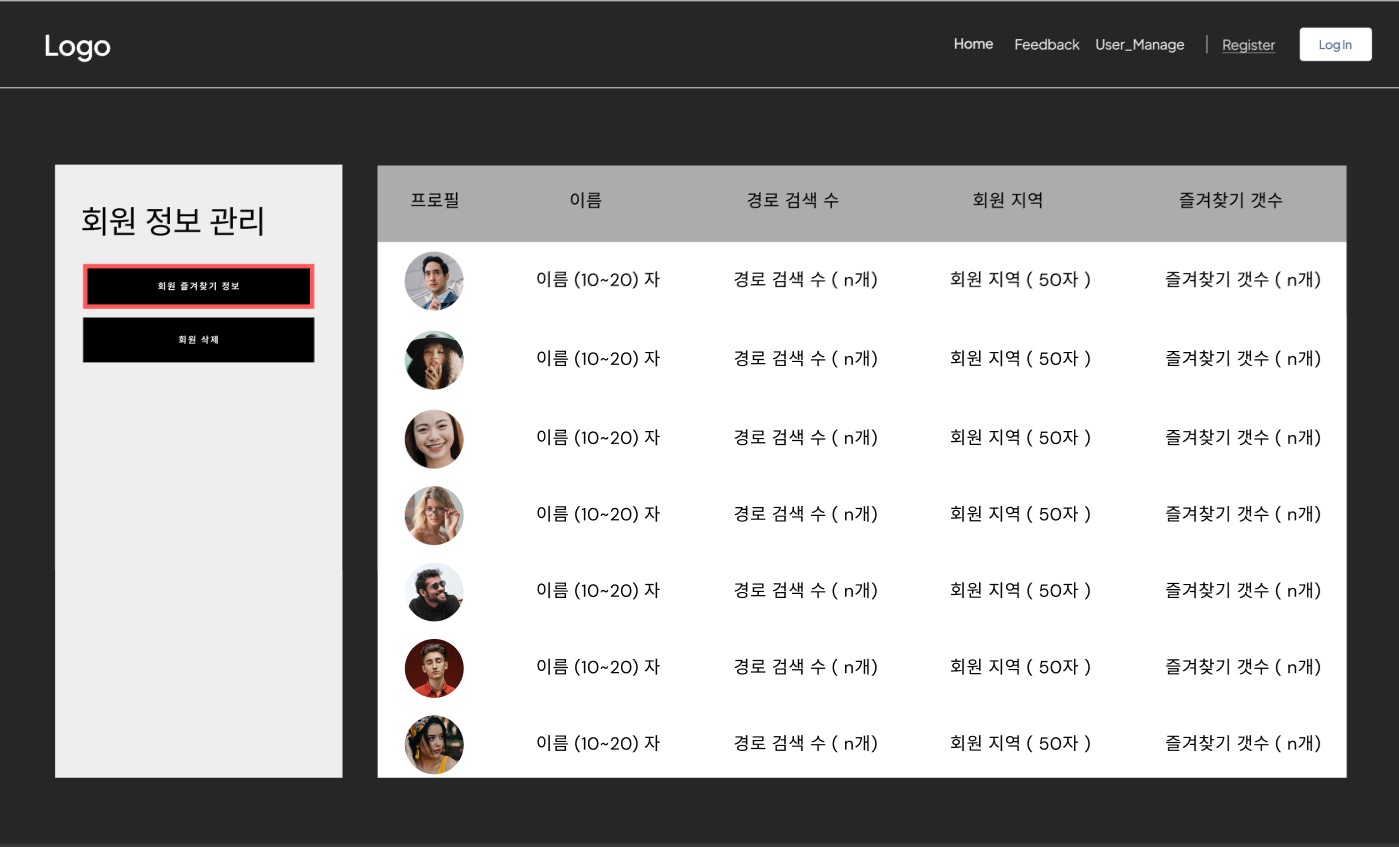 Logo
Home Feedback User_Manage | Register Log In
회원 정보 관리
회원 즐겨찾기 정보
회원 삭제
프로필 이름 경로 검색 수 회원 지역 즐겨찾기 갯수
이름 (10~20) 자 경로 검색 수 ( n개) 회원 지역 ( 50자 ) 즐겨찾기 갯수 ( n개)
이름 (10~20) 자 경로 검색 수 ( n개) 회원 지역 ( 50자 ) 즐겨찾기 갯수 ( n개)
이름 (10~20) 자 경로 검색 수 ( n개) 회원 지역 ( 50자 ) 즐겨찾기 갯수 ( n개)
이름 (10~20) 자 경로 검색 수 ( n개) 회원 지역 ( 50자 ) 즐겨찾기 갯수 ( n개)
이름 (10~20) 자 경로 검색 수 ( n개) 회원 지역 ( 50자 ) 즐겨찾기 갯수 ( n개)
이름 (10~20) 자 경로 검색 수 ( n개) 회원 지역 ( 50자 ) 즐겨찾기 갯수 ( n개)
이름 (10~20) 자 경로 검색 수 ( n개) 회원 지역 ( 50자 ) 즐겨찾기 갯수 ( n개)